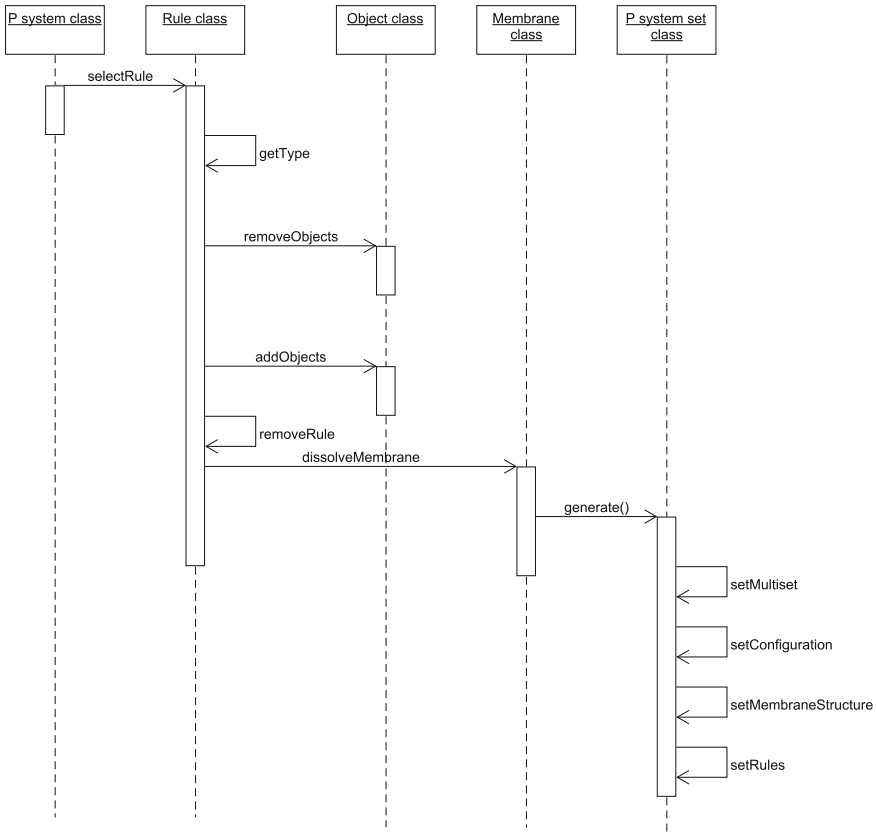 P system class
Rule class
Object class
Membrane
class
P system set
class
selectRule
getType
removeObjects
addObjects
removeRule
dissolveMembrane
generate()
setMultiset
setConfiguration
setMembraneStructure
setRules